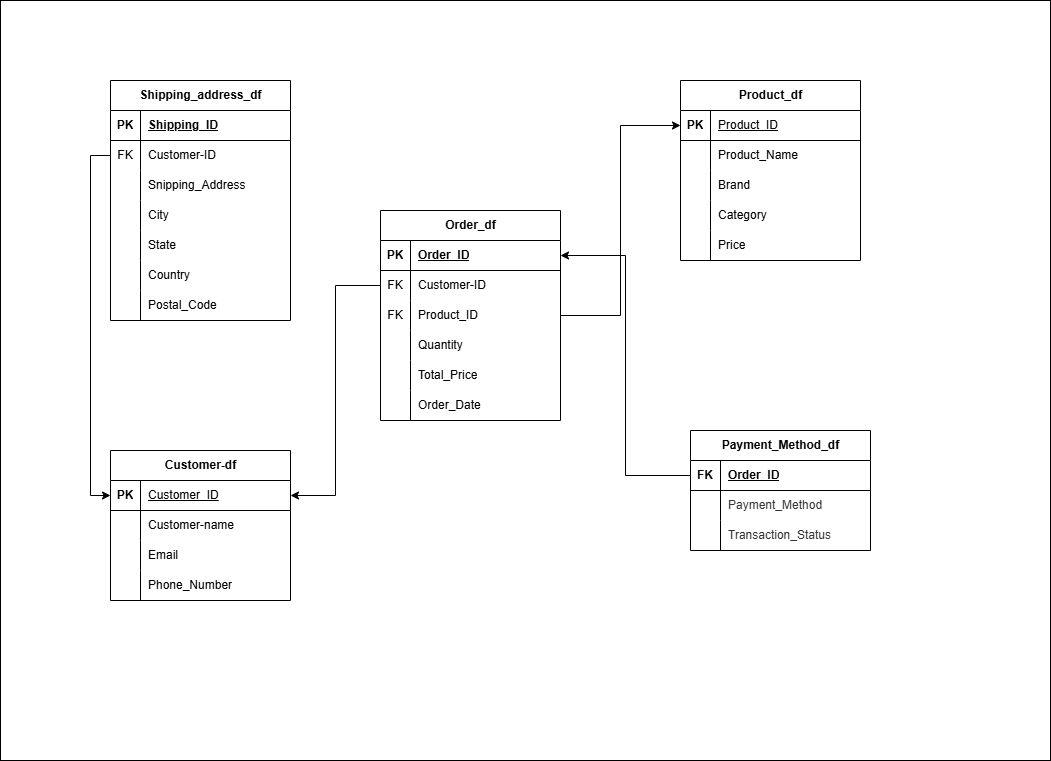 Shipping_address_df
PK Shipping_ID
FK Customer-ID
Snipping_Address
City
State
Country
Postal_Code
Product_df
PK Product_ID
Product_Name
Brand
Category
Price
Order_df
PK Order_ID
FK Customer-ID
FK Product_ID
Quantity
Total_Price
Order_Date
Customer-df
PK Customer_ID
Customer-name
Email
Phone_Number
Payment_Method_df
FK Order_ID
Payment_Method
Transaction_Status